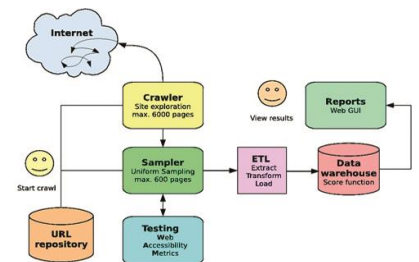 Internet
Crawler
Site exploration
max. 6000 pages
View results
Reports
Web GUI
Start crawl
Sampler
Uniform Sampling
max. 600 pages
ETL
Extract
Transform
Load
Data
warehouse
Score function
URL
repository
Testing
Web
Accessibility
Metrics